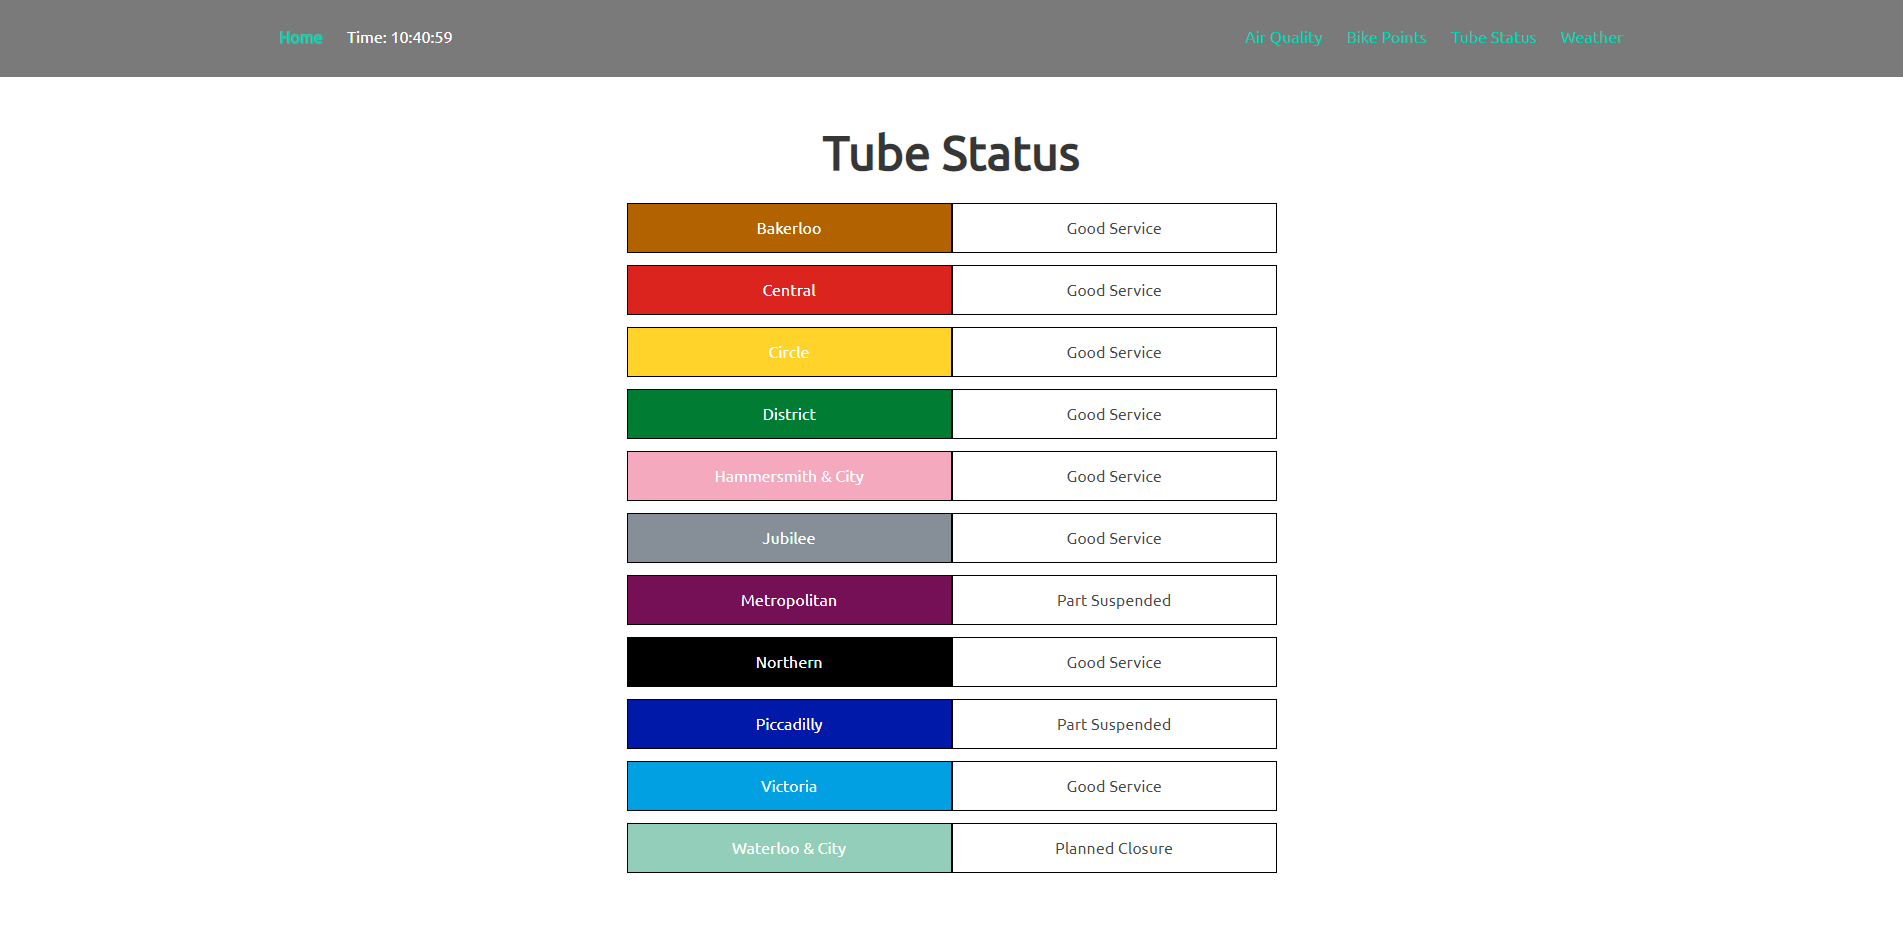 Home Time: 10:40:59 Air Quality Bike Points Tube Status Weather
Tube Status
Bakerloo Good Service
Central Good Service
Circle Good Service
District Good Service
Hammersmith & City Good Service
Jubilee Good Service
Metropolitan Part Suspended
Northern Good Service
Piccadilly Part Suspended
Victoria Good Service
Waterloo & City Planned Closure